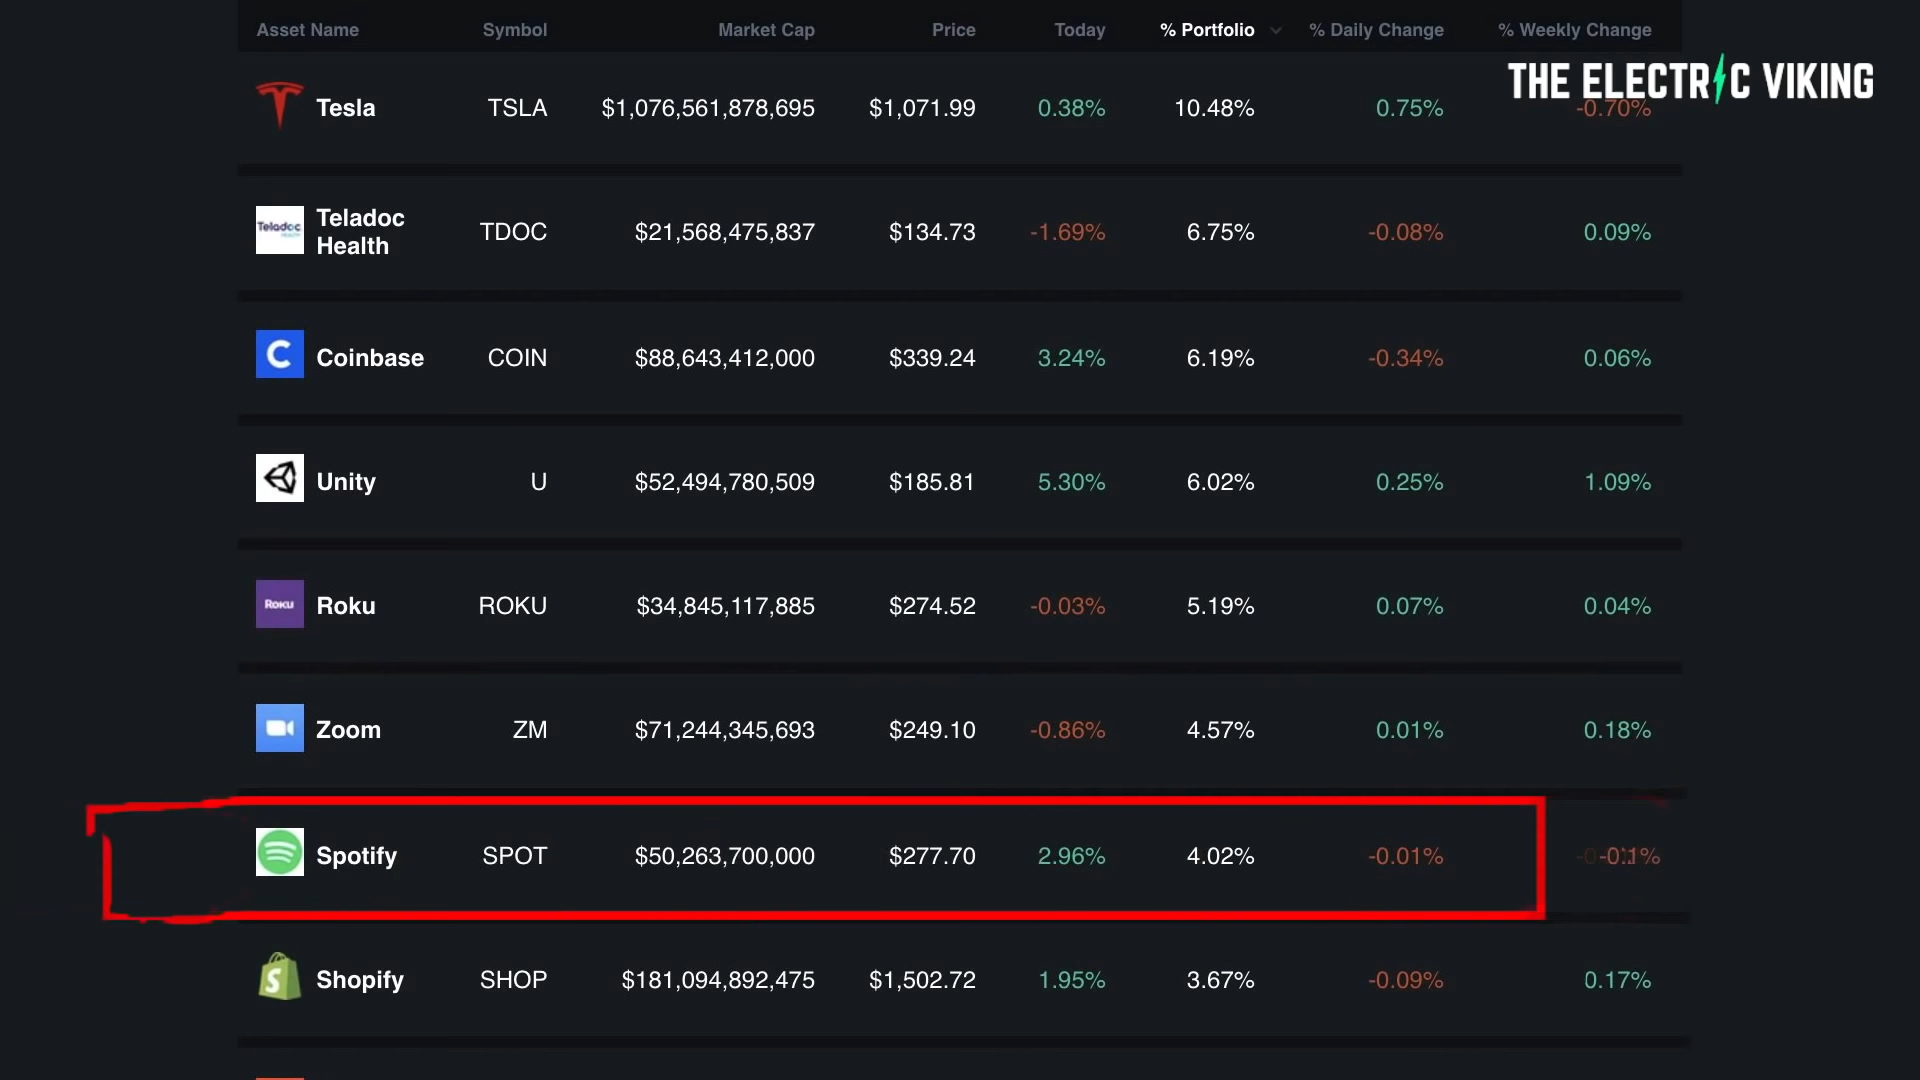 Asset Name Symbol Market Cap Price Today % Portfolio % Daily Change % Weekly Change
THE ELECTRIC VIKING
Tesla TSLA $1,076,561,878,695 $1,071.99 0.38% 10.48% 0.75% -0.70%
Teladoc Health
Teladoc
Health
TDOC $21,568,475,837 $134.73 -1.69% 6.75% -0.08% 0.09%
C Coinbase COIN $88,643,412,000 $339.24 3.24% 6.19% -0.34% 0.06%
Unity U $52,494,780,509 $185.81 5.30% 6.02% 0.25% 1.09%
ROKU Roku ROKU $34,845,117,885 $274.52 -0.03% 5.19% 0.07% 0.04%
Zoom ZM $71,244,345,693 $249.10 -0.86% 4.57% 0.01% 0.18%
Spotify SPOT $50,263,700,000 $277.70 2.96% 4.02% -0.01%
S Shopify SHOP $181,094,892,475 $1,502.72 1.95% 3.67% -0.09% 0.17%